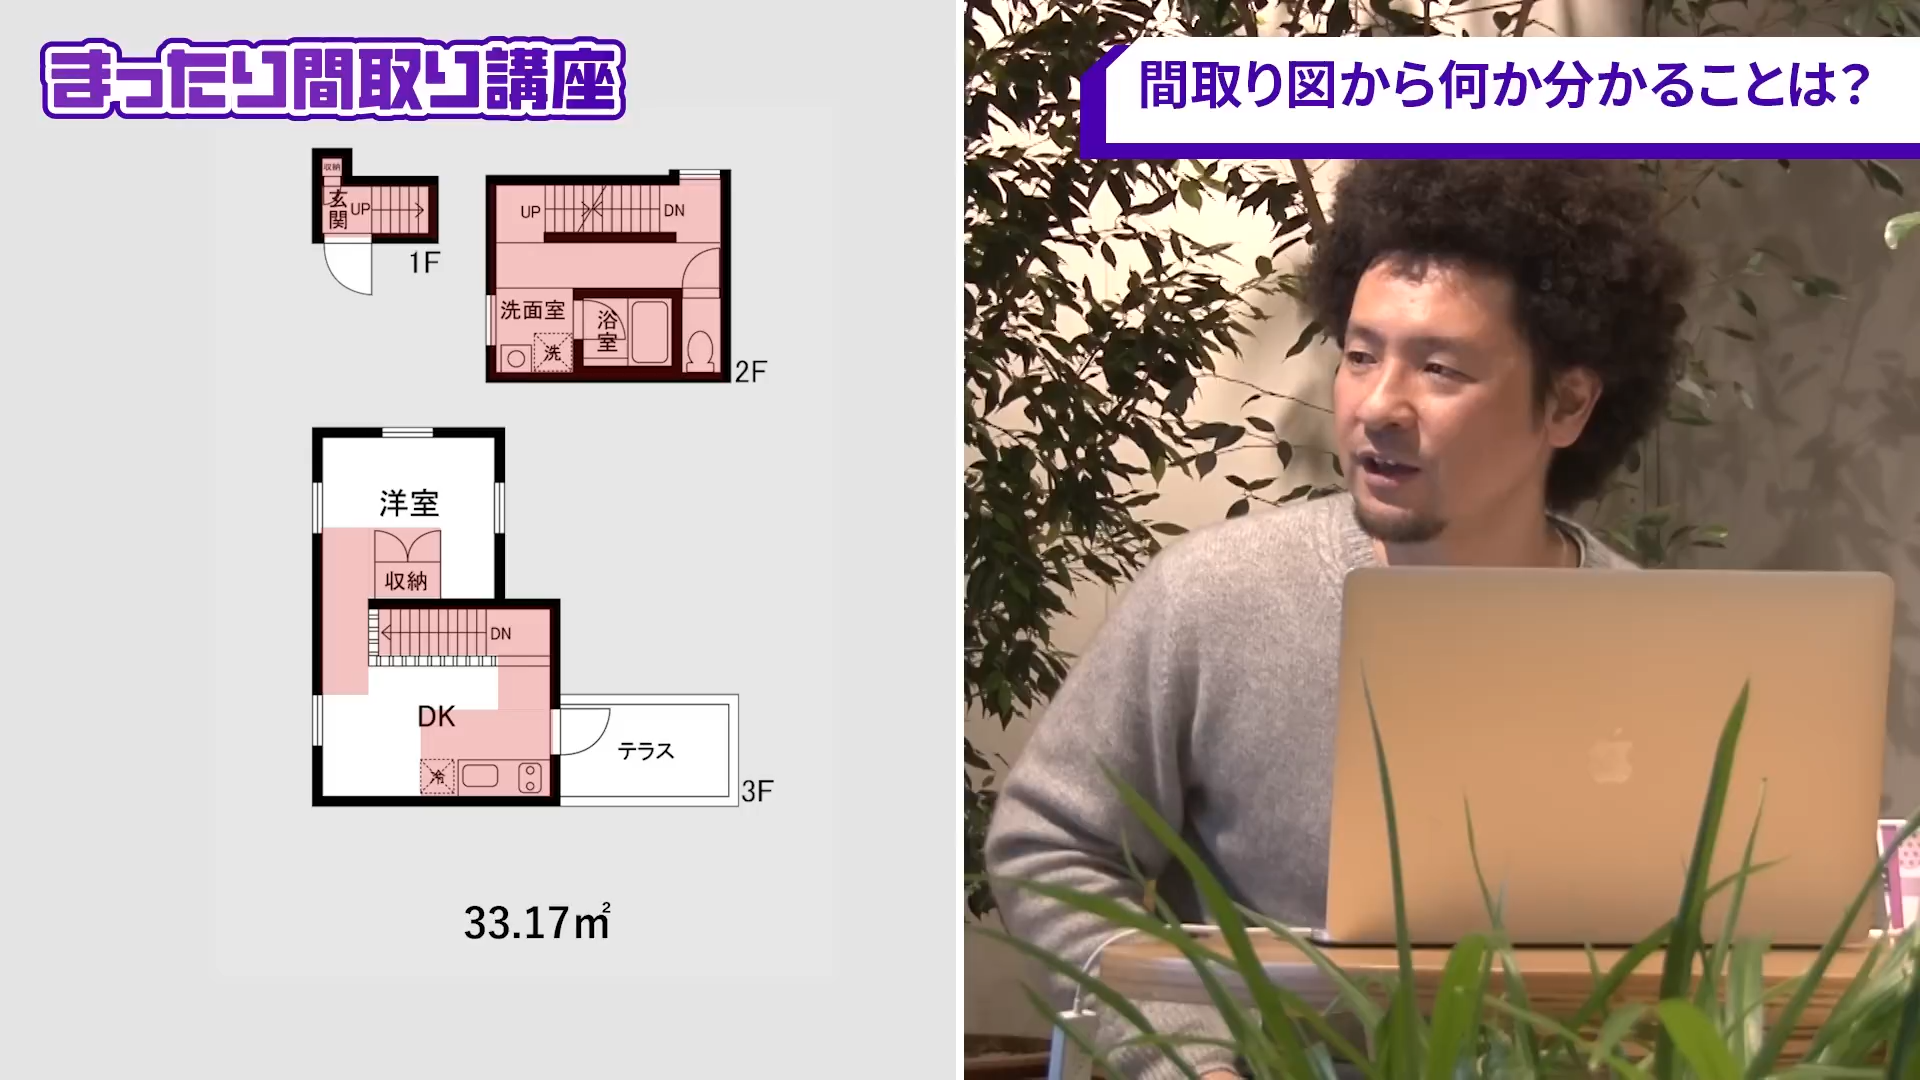 まったり間取り講座
間取り図から何か分かることは？
収納
玄関
UP
1F
UP
DN
洗面室
洗
浴室
2F
洋室
収納
DN
DK
冷
テラス
3F
33.17㎡